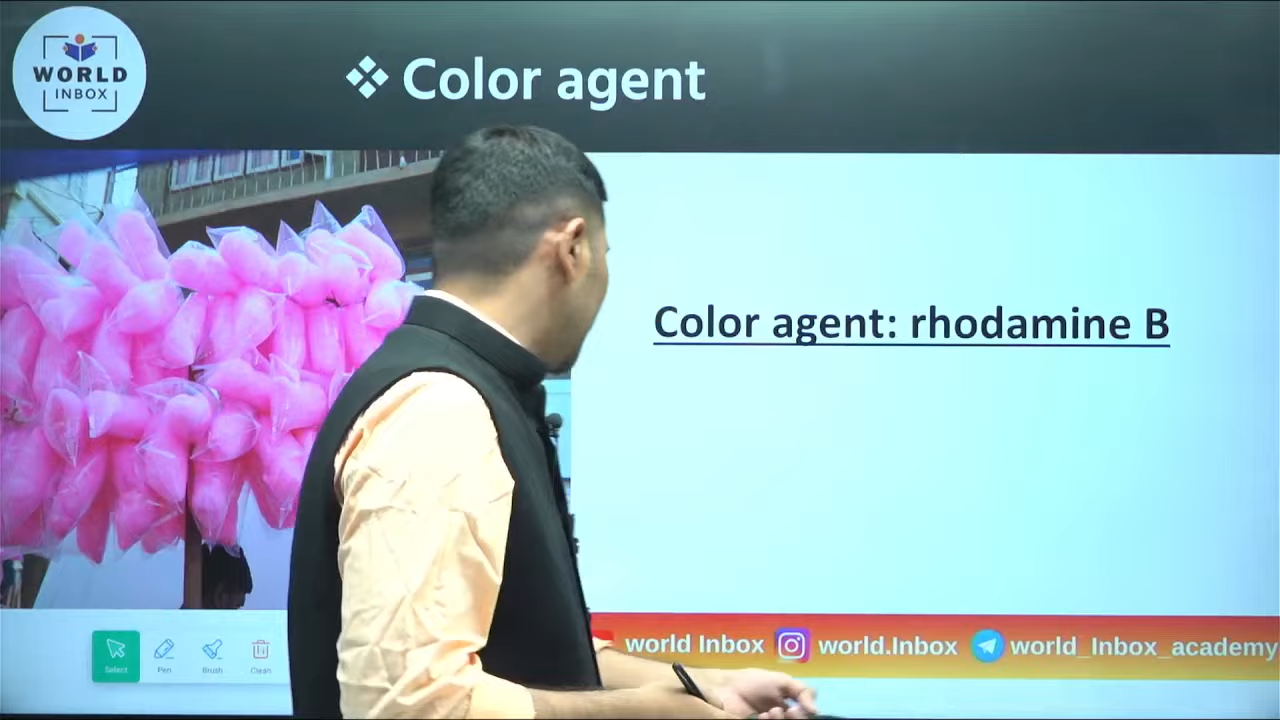 WORLD
INBOX
❖ Color agent
Color agent: rhodamine B
Select
Pen
Brush
Clean
world Inbox
world.Inbox
world_Inbox_academy